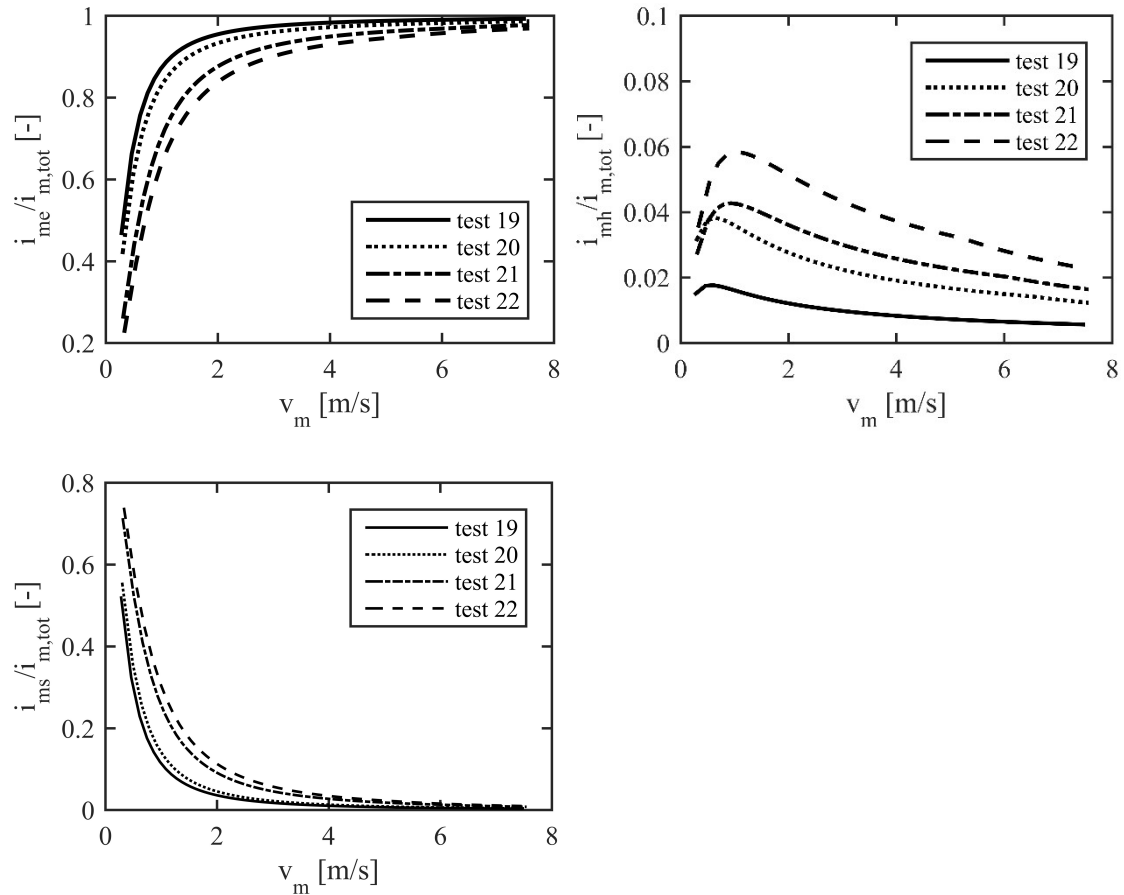 1
0.8
0.6
0.4
0.2
i_me/i_m,tot [-]
0 2 4 6 8
v_m [m/s]
test 19
test 20
test 21
test 22
0.1
0.08
0.06
0.04
0.02
0
i_mh/i_m,tot [-]
0 2 4 6 8
v_m [m/s]
test 19
test 20
test 21
test 22
0.8
0.6
0.4
0.2
0
i_ms/i_m,tot [-]
0 2 4 6 8
v_m [m/s]
test 19
test 20
test 21
test 22